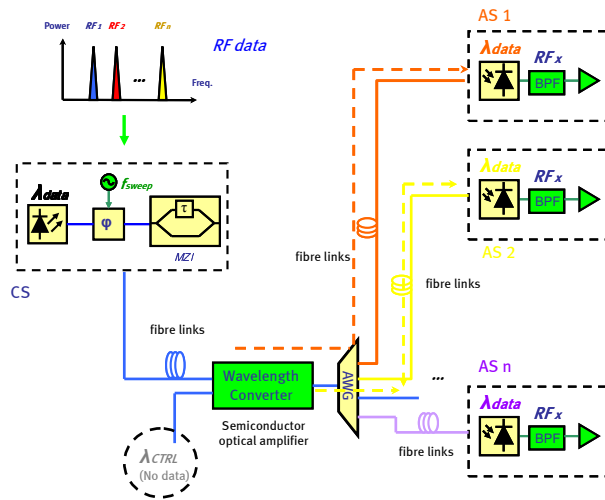 Power
RF1
RF2
RFn
RF data
...
Freq.
λdata
fsweep
φ
τ
MZI
CS
fibre links
Wavelength
Converter
Semiconductor
optical amplifier
λCTRL
(No data)
AWG
fibre links
fibre links
...
fibre links
AS 1
λdata
RFx
BPF
λdata
RFx
BPF
AS 2
AS n
λdata
RFx
BPF